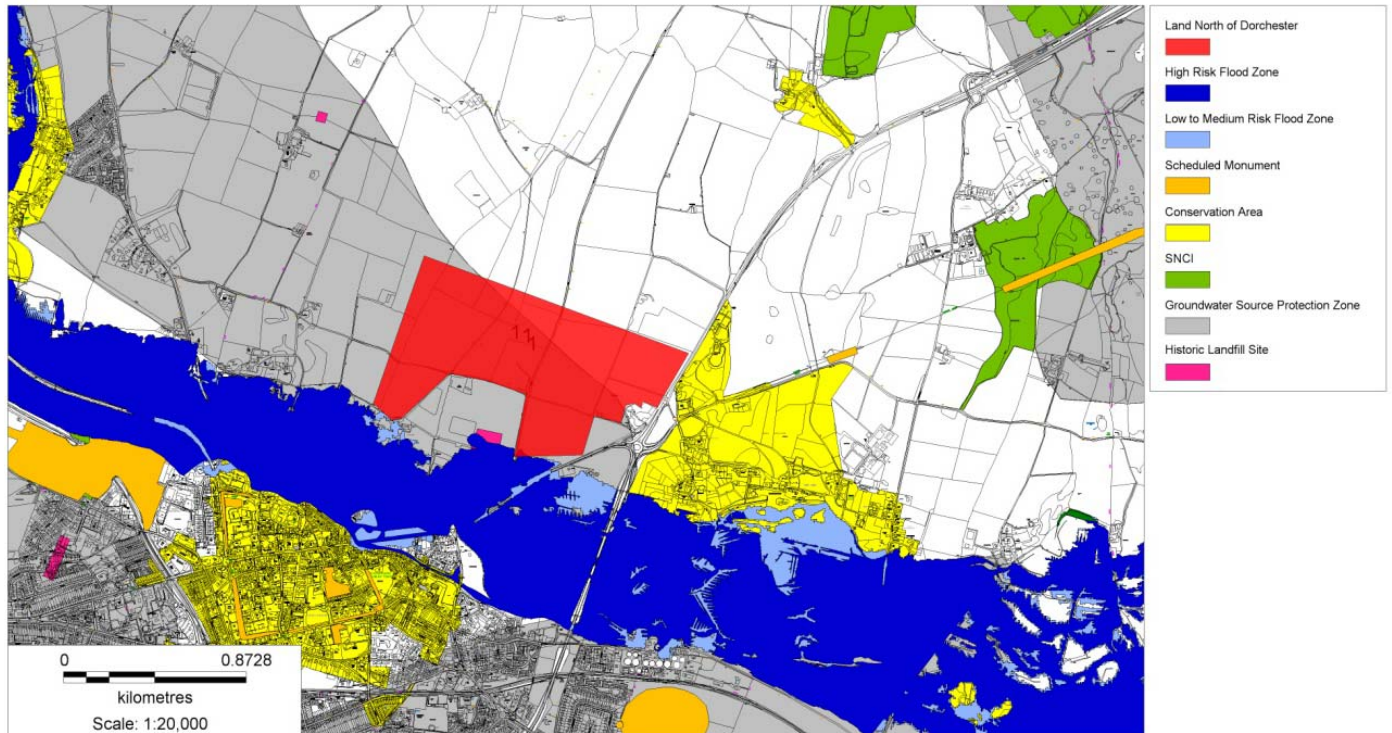 Land North of Dorchester
High Risk Flood Zone
Low to Medium Risk Flood Zone
Scheduled Monument
Conservation Area
SNCI
Groundwater Source Protection Zone
Historic Landfill Site
0 0.8728
kilometres
Scale: 1:20,000